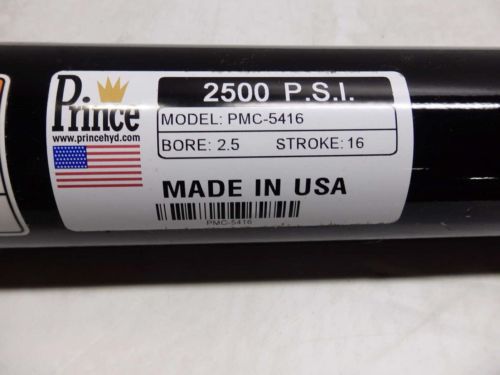 Prince
www.princehyd.com
2500 P.S.I.
MODEL: PMC-5416
BORE: 2.5 STROKE: 16
MADE IN USA
PMC-5416